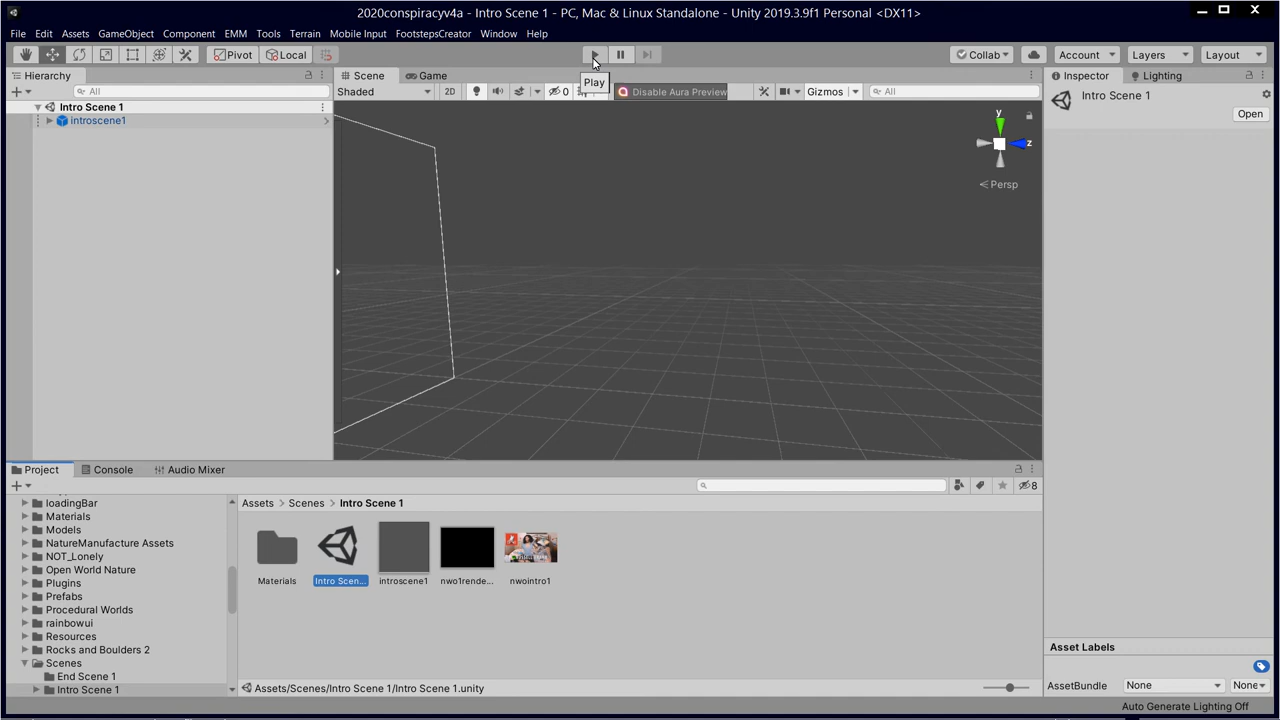 2020conspiracyv4a - Intro Scene 1 - PC, Mac & Linux Standalone - Unity 2019.3.9f1 Personal <DX11>
File Edit Assets GameObject Component EMM Tools Terrain Mobile Input FootstepsCreator Window Help
Pivot Local Collab Account Layers Layout
Hierarchy Scene Game Inspector Lighting
Play
All Shaded 2D 0 Disable Aura Preview Gizmos All
Intro Scene 1
Open
Intro Scene 1
introscene1
y
z
Persp
Project Console Audio Mixer
8
loadingBar
Materials
Models
NatureManufacture Assets
NOT_Lonely
Open World Nature
Plugins
Prefabs
Procedural Worlds
rainbowui
Resources
Rocks and Boulders 2
Scenes
End Scene 1
Intro Scene 1
Assets > Scenes > Intro Scene 1
Materials Intro Scen... introscene1 nwo1rende... nwointro1
Assets/Scenes/Intro Scene 1/Intro Scene 1.unity
Asset Labels
AssetBundle None None
Auto Generate Lighting Off